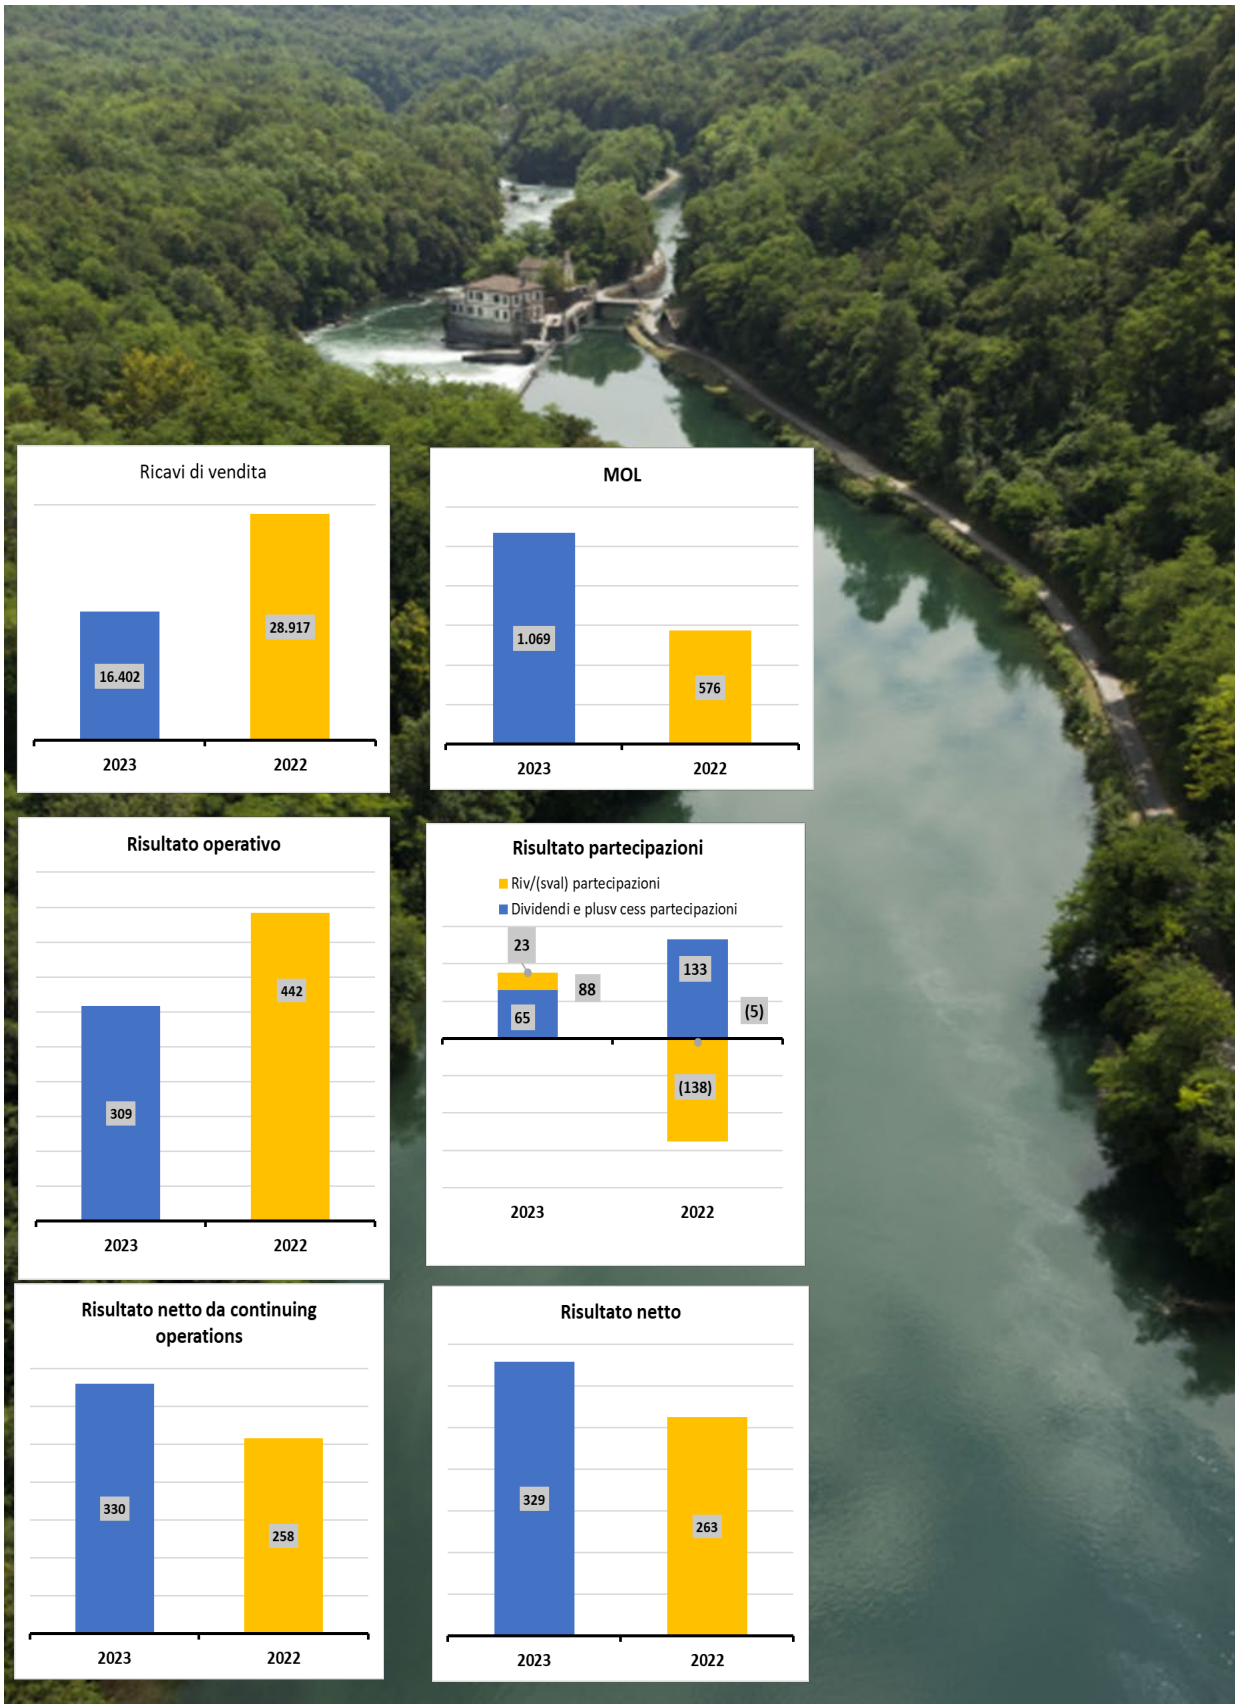 Ricavi di vendita
28.917
16.402
2023 2022
MOL
1.069
576
2023 2022
Risultato operativo
442
309
2023 2022
Risultato partecipazioni
Riv/(sval) partecipazioni
Dividendi e plusv cess partecipazioni
23
133
88
(5)
65
(138)
2023 2022
Risultato netto da continuing
operations
330
258
2023 2022
Risultato netto
329
263
2023 2022